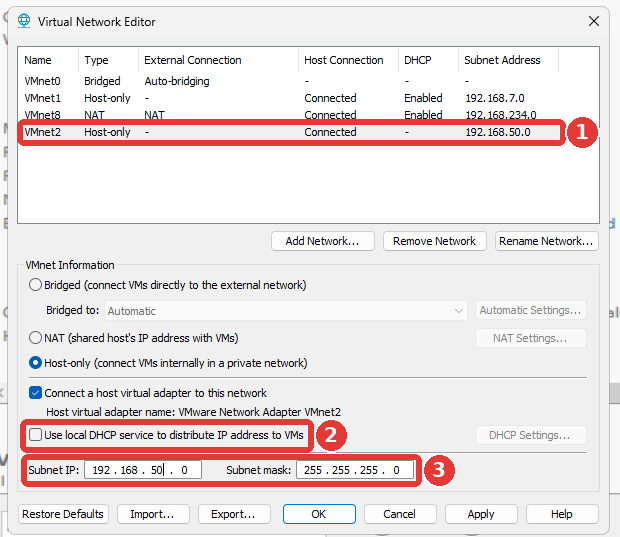 Virtual Network Editor
Name Type External Connection Host Connection DHCP Subnet Address
VMnet0 Bridged Auto-bridging - - -
VMnet1 Host-only - Connected Enabled 192.168.7.0
VMnet8 NAT NAT Connected Enabled 192.168.234.0
VMnet2 Host-only - Connected - 192.168.50.0
1
Add Network... Remove Network Rename Network...
VMnet Information
Bridged (connect VMs directly to the external network)
Bridged to: Automatic Automatic Settings...
NAT (shared host's IP address with VMs) NAT Settings...
Host-only (connect VMs internally in a private network)
Connect a host virtual adapter to this network
Host virtual adapter name: VMware Network Adapter VMnet2
Use local DHCP service to distribute IP address to VMs 2 DHCP Settings...
Subnet IP: 192 . 168 . 50 . 0 Subnet mask: 255 . 255 . 255 . 0 3
Restore Defaults Import... Export... OK Cancel Apply Help